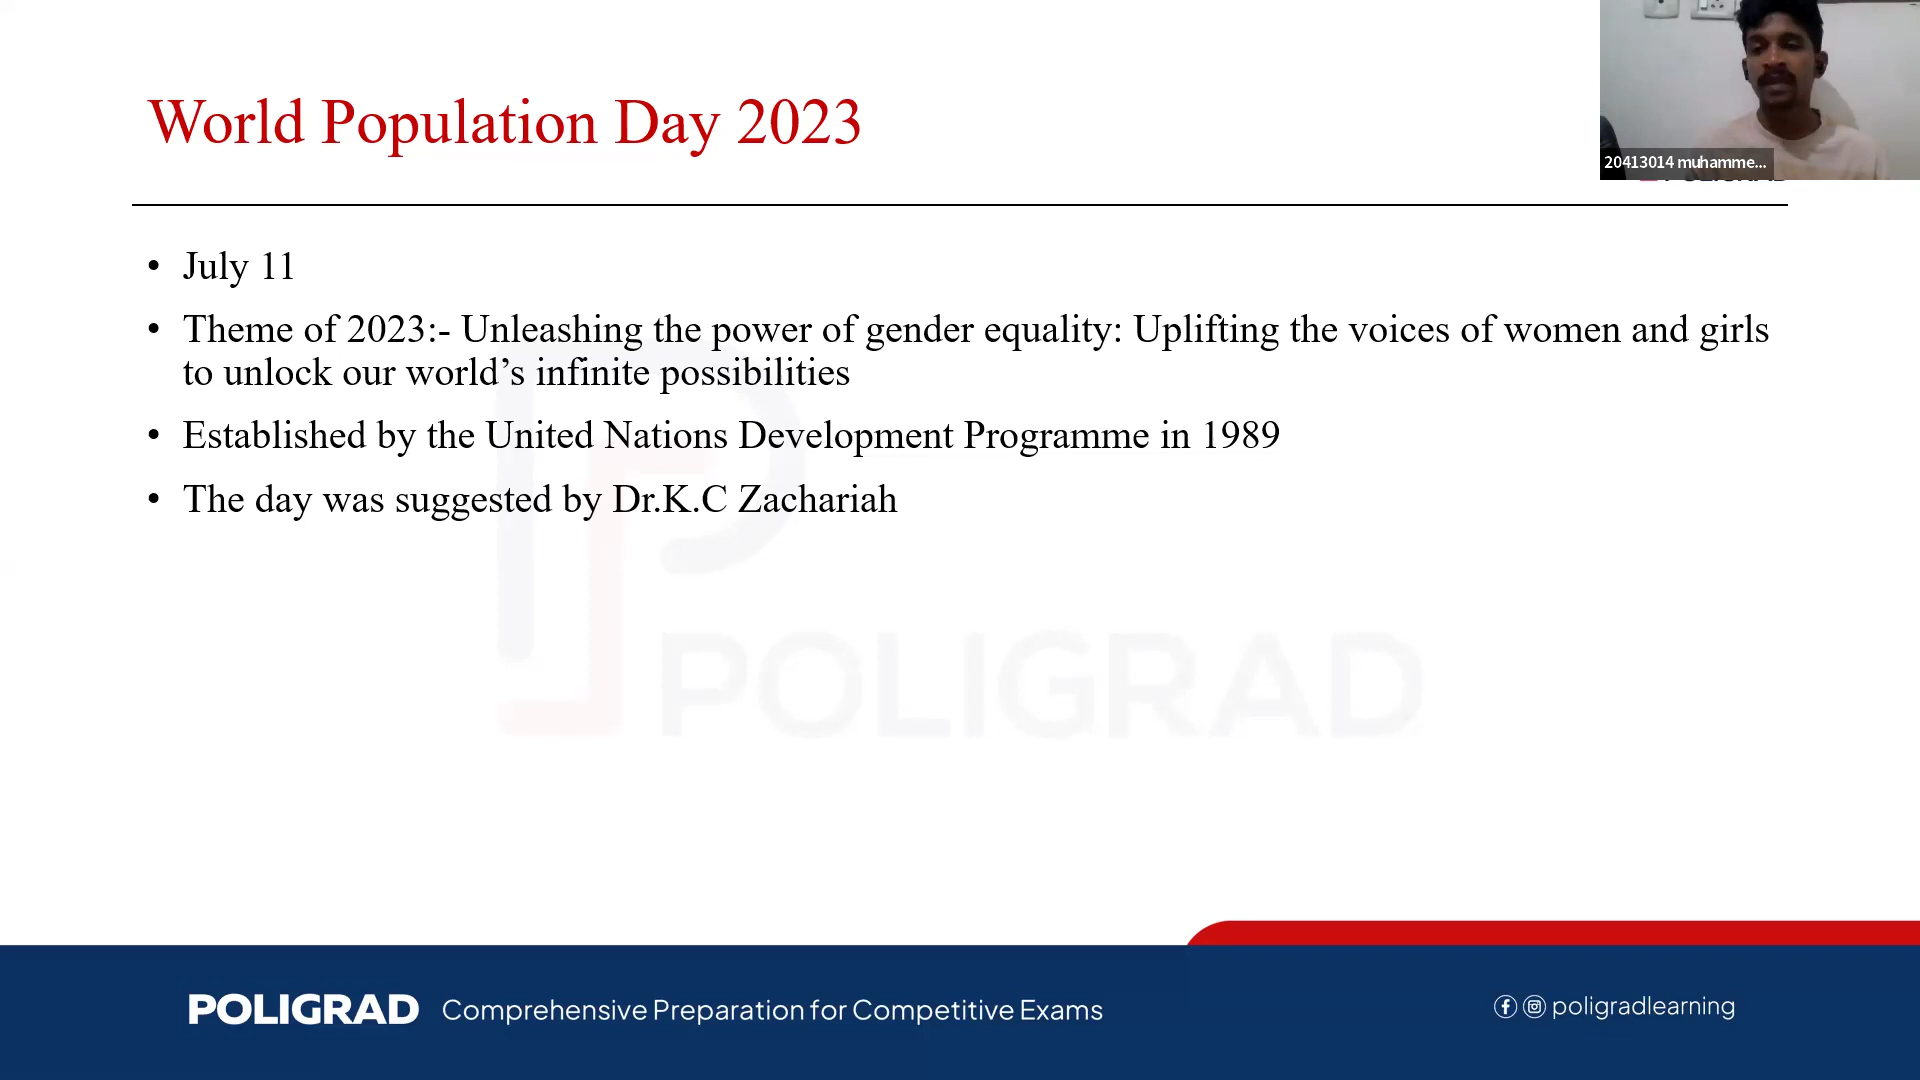 World Population Day 2023
20413014 muhamme...
• July 11
• Theme of 2023:- Unleashing the power of gender equality: Uplifting the voices of women and girls
to unlock our world’s infinite possibilities
• Established by the United Nations Development Programme in 1989
• The day was suggested by Dr.K.C Zachariah
POLIGRAD
POLIGRAD Comprehensive Preparation for Competitive Exams
poligradlearning